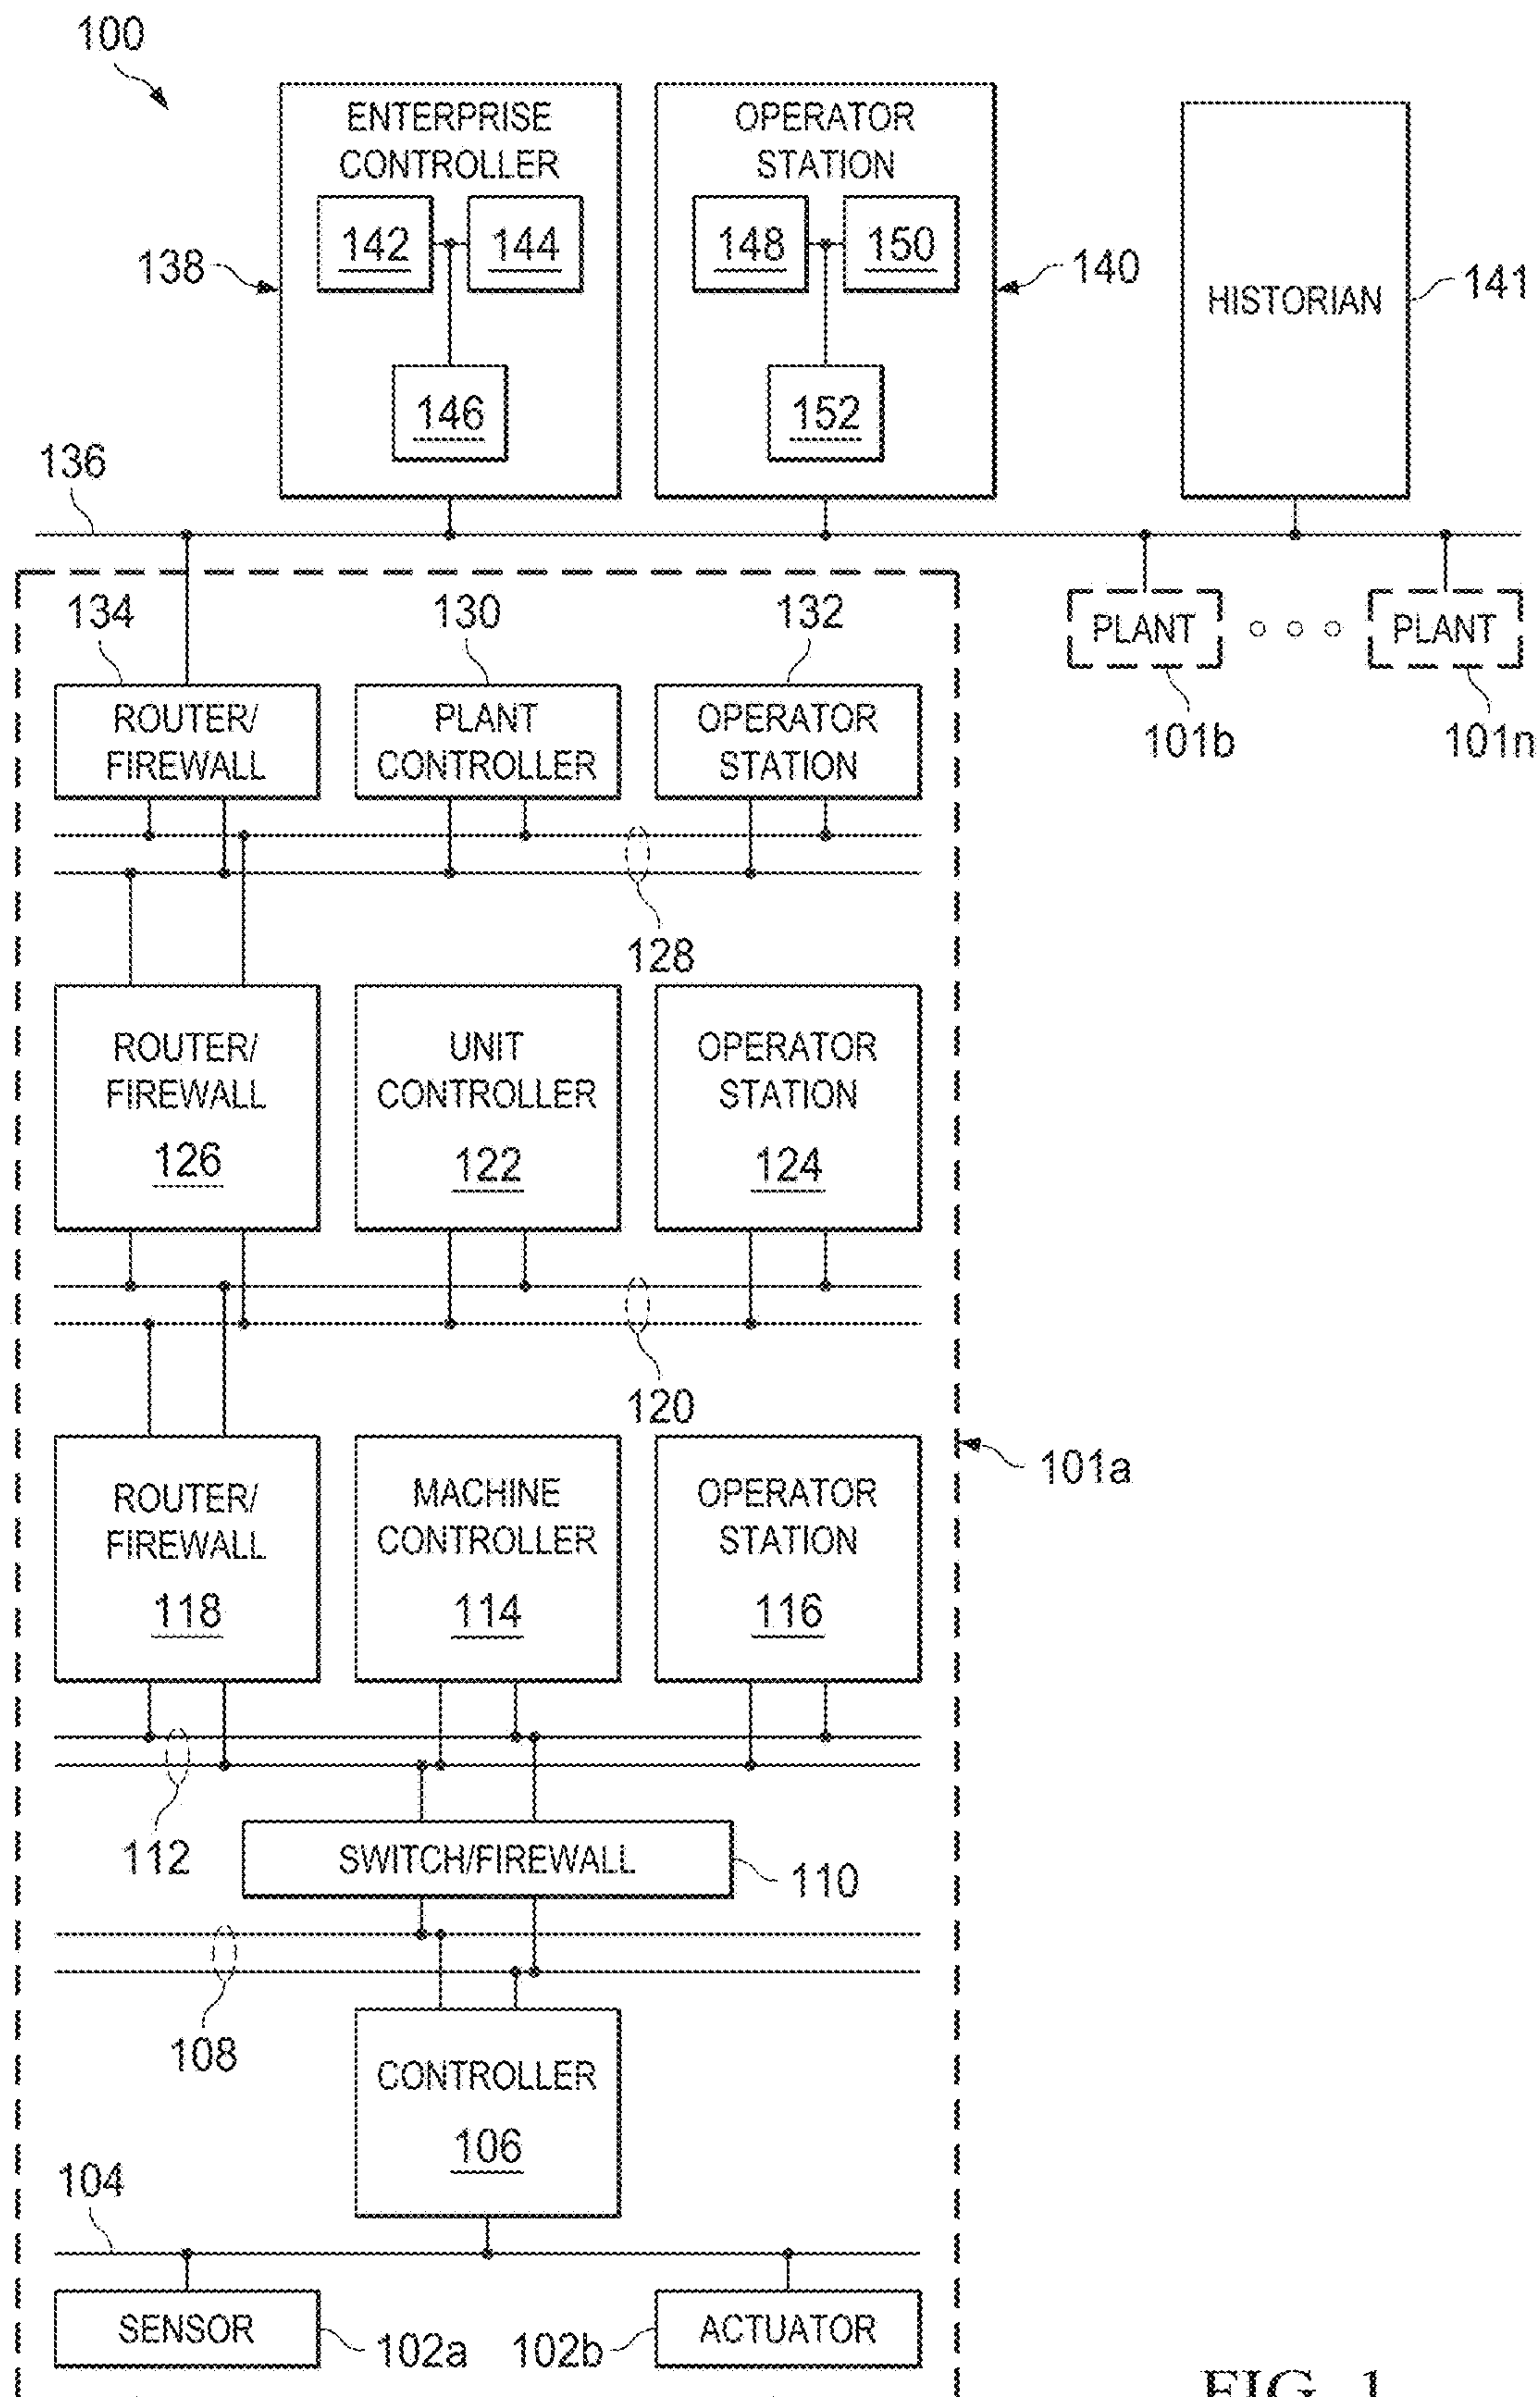 100
ENTERPRISE
CONTROLLER
142
144
146
138
OPERATOR
STATION
148
150
152
140
HISTORIAN
141
136
134
130
132
PLANT
PLANT
101b
101n
ROUTER/
FIREWALL
PLANT
CONTROLLER
OPERATOR
STATION
128
ROUTER/
FIREWALL
126
UNIT
CONTROLLER
122
OPERATOR
STATION
124
120
101a
ROUTER/
FIREWALL
118
MACHINE
CONTROLLER
114
OPERATOR
STATION
116
112
SWITCH/FIREWALL
110
108
CONTROLLER
106
104
SENSOR
102a
102b
ACTUATOR
FIG. 1